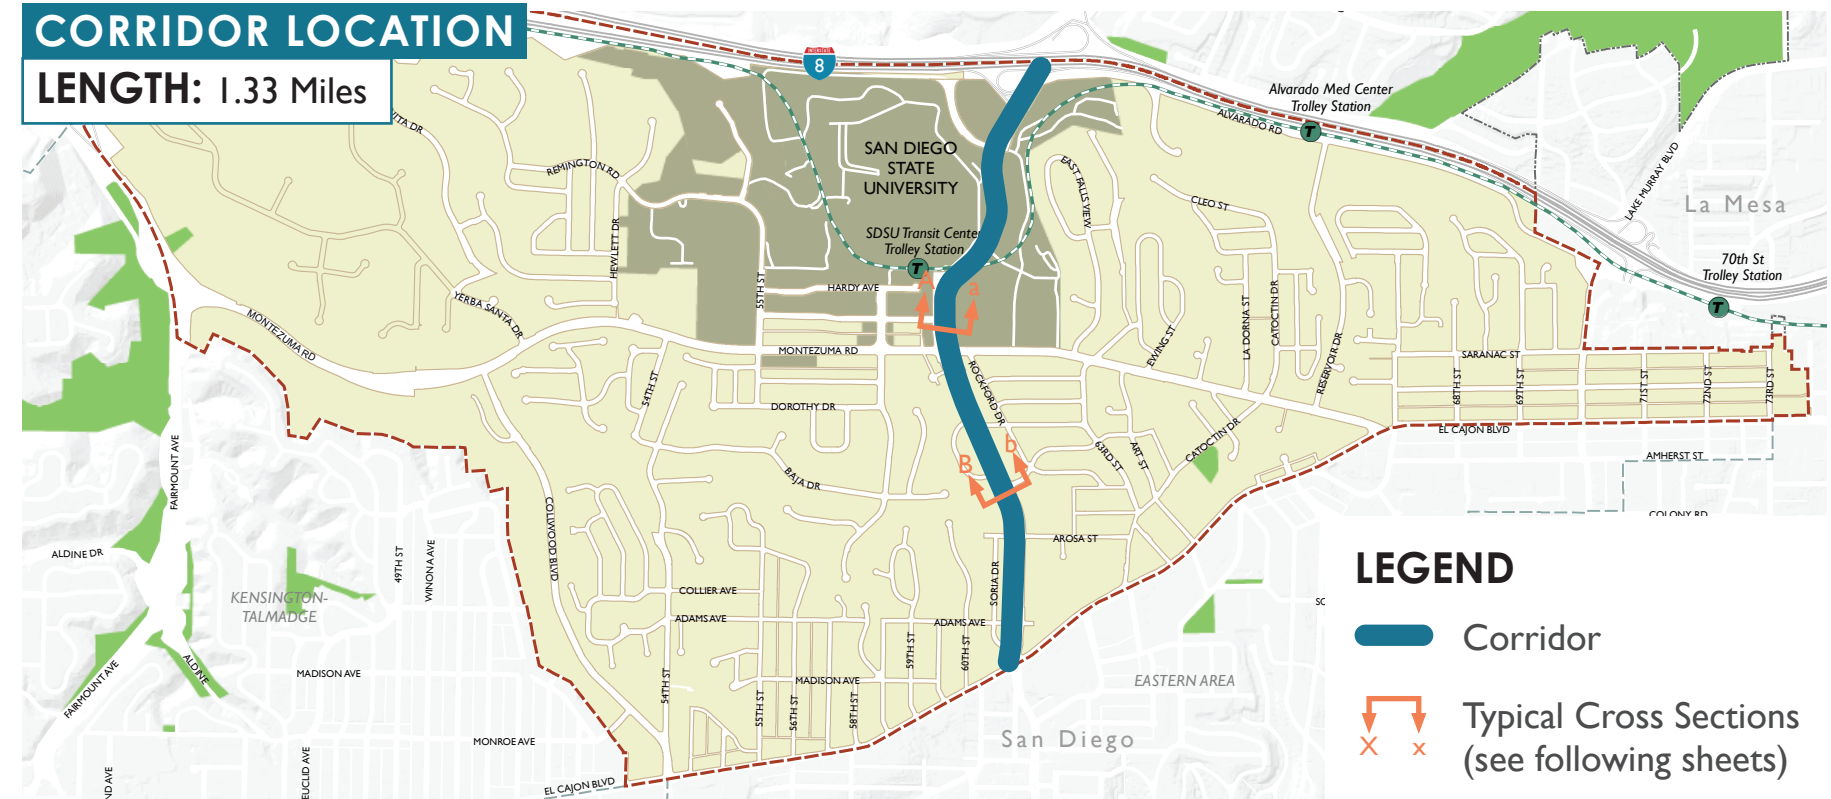 CORRIDOR LOCATION
LENGTH: 1.33 Miles
INTERSTATE
8
Alvarado Med Center
Trolley Station
T
ALVARADO RD
LAKE MURRAY BLVD
La Mesa
70th St
Trolley Station
T
SAN DIEGO
STATE
UNIVERSITY
SDSU Transit Center
Trolley Station
T
REMINGTON RD
HEWLETT DR
55TH ST
HARDY AVE
A
a
EAST FALLS VIEW
CLEO ST
YERBA SANTA DR
MONTEZUMA RD
MONTEZUMA RD
EWING ST
LA DORNA ST
CATOCTIN DR
RESERVOIR DR
SARANAC ST
68TH ST
69TH ST
71ST ST
72ND ST
73RD ST
EL CAJON BLVD
AMHERST ST
COLONY RD
54TH ST
DOROTHY DR
ROCKFORD DR
BAJA DR
B
b
63RD ST
ART ST
CATOCTIN DR
FAIRMOUNT AVE
COLLWOOD BLVD
AROSA ST
ALDINE DR
49TH ST
WINONA AVE
KENSINGTON-
TALMADGE
COLLIER AVE
ADAMS AVE
ADAMS AVE
SORIA DR
59TH ST
60TH ST
FAIRMOUNT AVE
ALDINE
MADISON AVE
54TH ST
MADISON AVE
55TH ST
56TH ST
58TH ST
EASTERN AREA
MONROE AVE
San Diego
EUCLID AVE
EL CAJON BLVD
LEGEND
Corridor
X
x
Typical Cross Sections
(see following sheets)